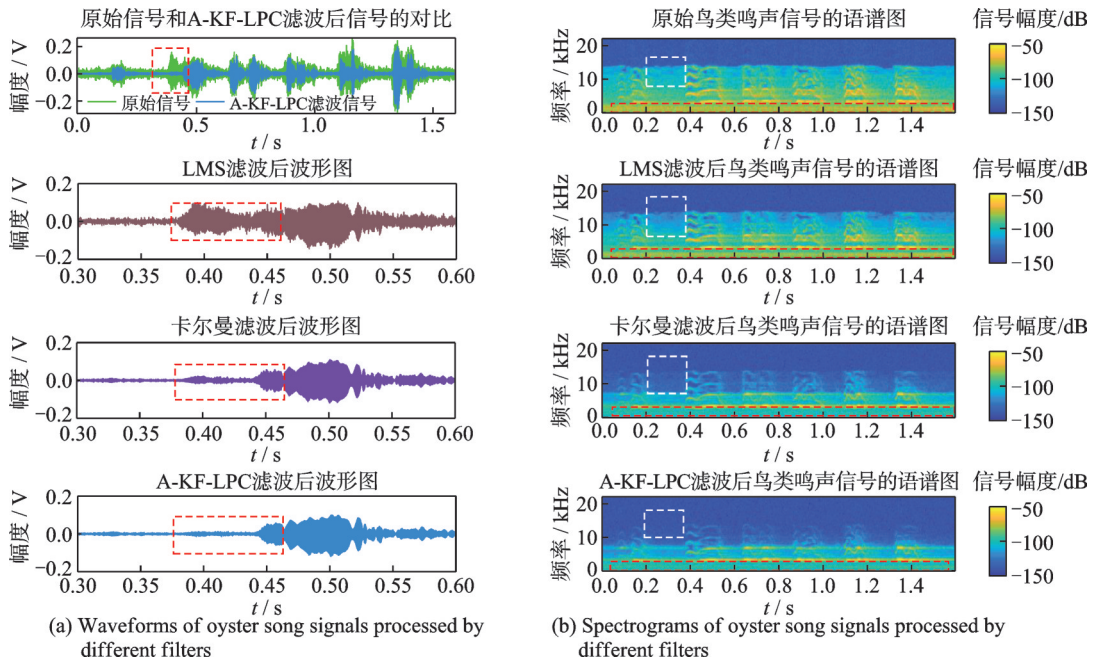 原始信号和A-KF-LPC滤波后信号的对比
幅度 / V
0.2
0.0
−0.2
原始信号
A-KF-LPC滤波信号
0.0 0.5 1.0 1.5
t / s
LMS滤波后波形图
幅度 / V
0.2
0.0
−0.2
0.30 0.35 0.40 0.45 0.50 0.55 0.60
t / s
卡尔曼滤波后波形图
幅度 / V
0.2
0.0
−0.2
0.30 0.35 0.40 0.45 0.50 0.55 0.60
t / s
A-KF-LPC滤波后波形图
幅度 / V
0.2
0.0
−0.2
0.30 0.35 0.40 0.45 0.50 0.55 0.60
t / s
(a) Waveforms of oyster song signals processed by
different filters
原始鸟类鸣声信号的语谱图
信号幅度/dB
频率 / kHz
20
10
0
0.0 0.2 0.4 0.6 0.8 1.0 1.2 1.4
t / s
−50
−100
−150
LMS滤波后鸟类鸣声信号的语谱图
信号幅度/dB
频率 / kHz
20
10
0
0.0 0.2 0.4 0.6 0.8 1.0 1.2 1.4
t / s
−50
−100
−150
卡尔曼滤波后鸟类鸣声信号的语谱图
信号幅度/dB
频率 / kHz
20
10
0
0.0 0.2 0.4 0.6 0.8 1.0 1.2 1.4
t / s
−50
−100
−150
A-KF-LPC滤波后鸟类鸣声信号的语谱图
信号幅度/dB
频率 / kHz
20
10
0
0.0 0.2 0.4 0.6 0.8 1.0 1.2 1.4
t / s
−50
−100
−150
(b) Spectrograms of oyster song signals processed by
different filters